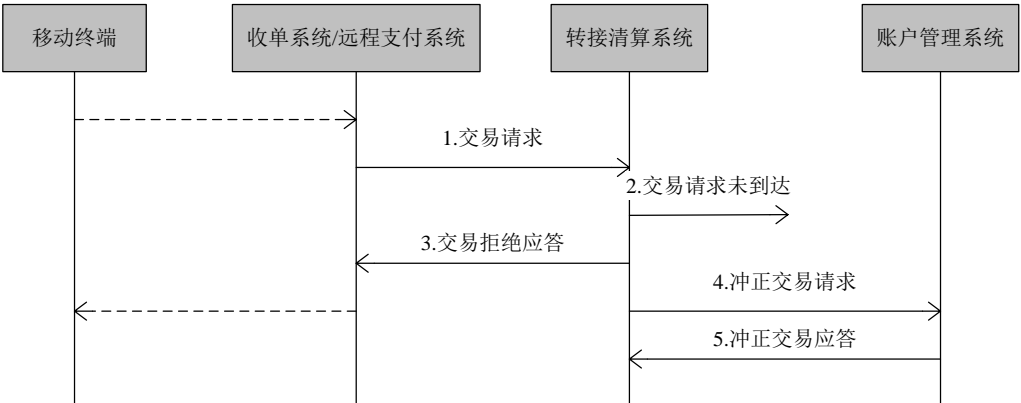 移动终端
收单系统/远程支付系统
转接清算系统
账户管理系统
1.交易请求
2.交易请求未到达
3.交易拒绝应答
4.冲正交易请求
5.冲正交易应答